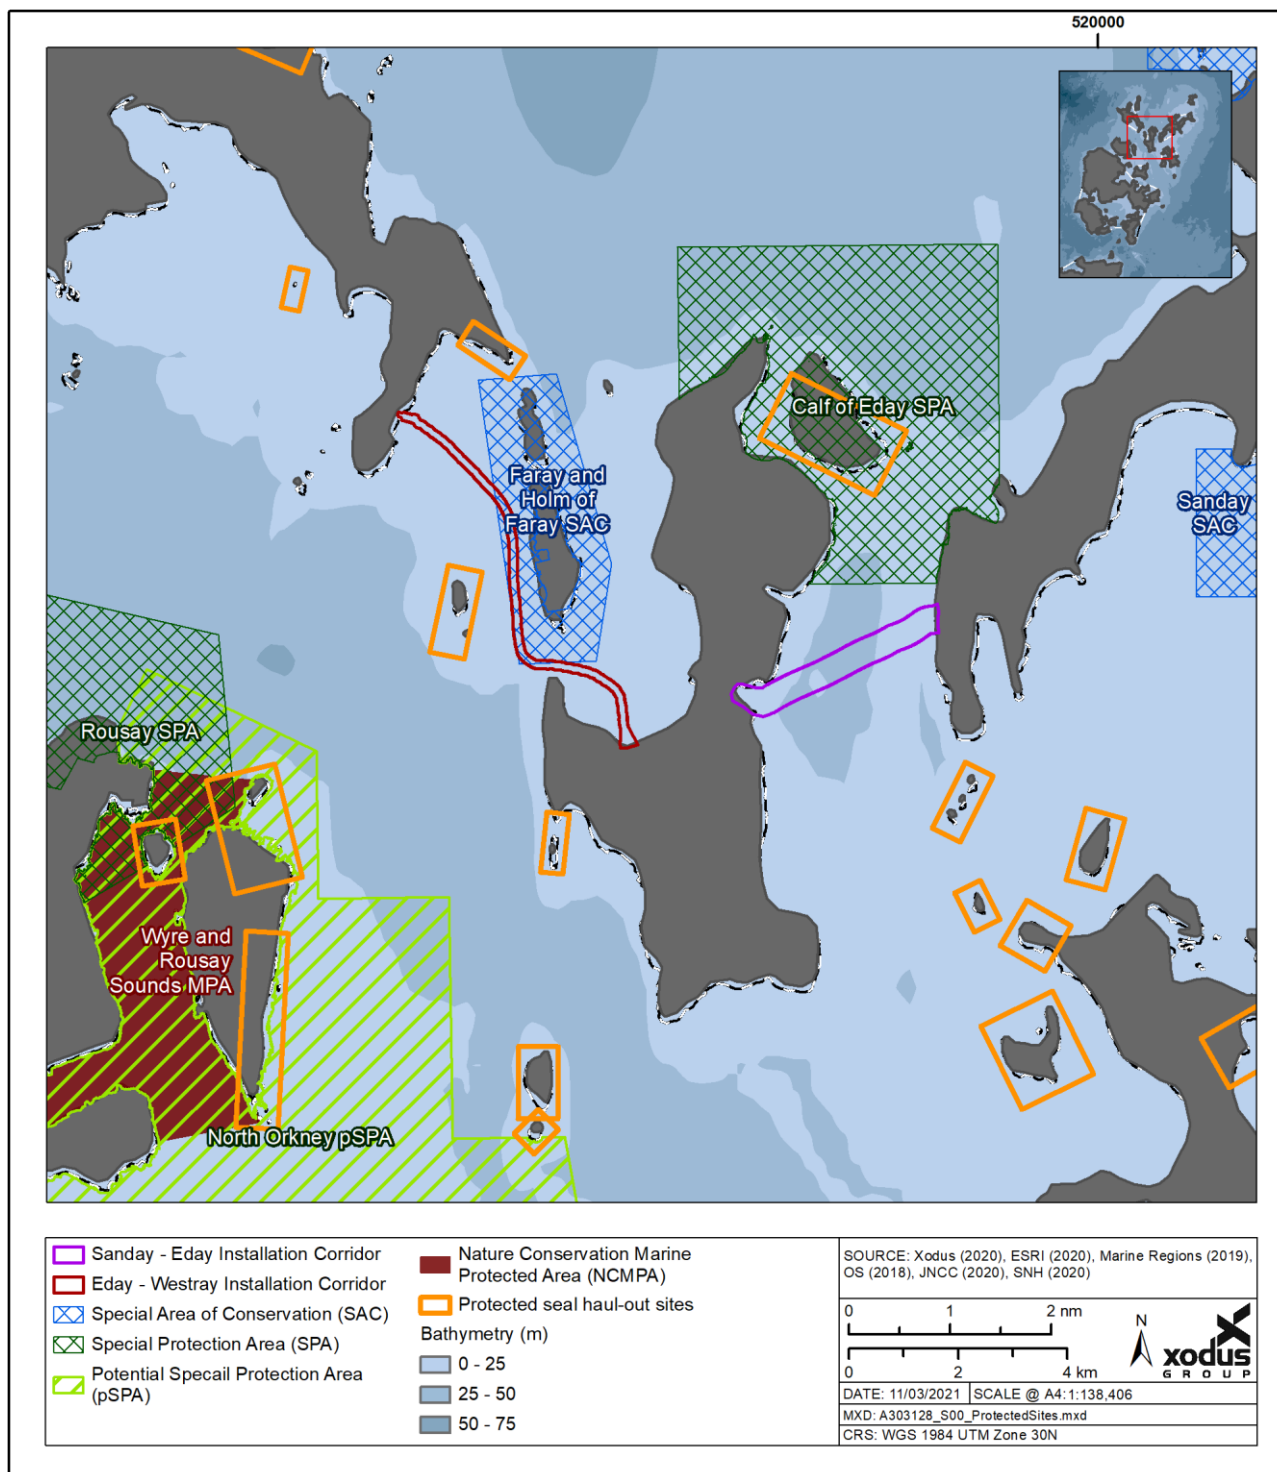 520000
Calf of Eday SPA
Faray and
Holm of
Faray SAC
Sanday
SAC
Rousay SPA
Wyre and
Rousay
Sounds MPA
North Orkney pSPA
Sanday - Eday Installation Corridor
Eday - Westray Installation Corridor
Special Area of Conservation (SAC)
Special Protection Area (SPA)
Potential Specail Protection Area
(pSPA)
Nature Conservation Marine
Protected Area (NCMPA)
Protected seal haul-out sites
Bathymetry (m)
0 - 25
25 - 50
50 - 75
SOURCE: Xodus (2020), ESRI (2020), Marine Regions (2019),
OS (2018), JNCC (2020), SNH (2020)
0 1 2 nm
0 2 4 km
N
xodus
GROUP
DATE: 11/03/2021 SCALE @ A4:1:138,406
MXD: A303128_S00_ProtectedSites.mxd
CRS: WGS 1984 UTM Zone 30N